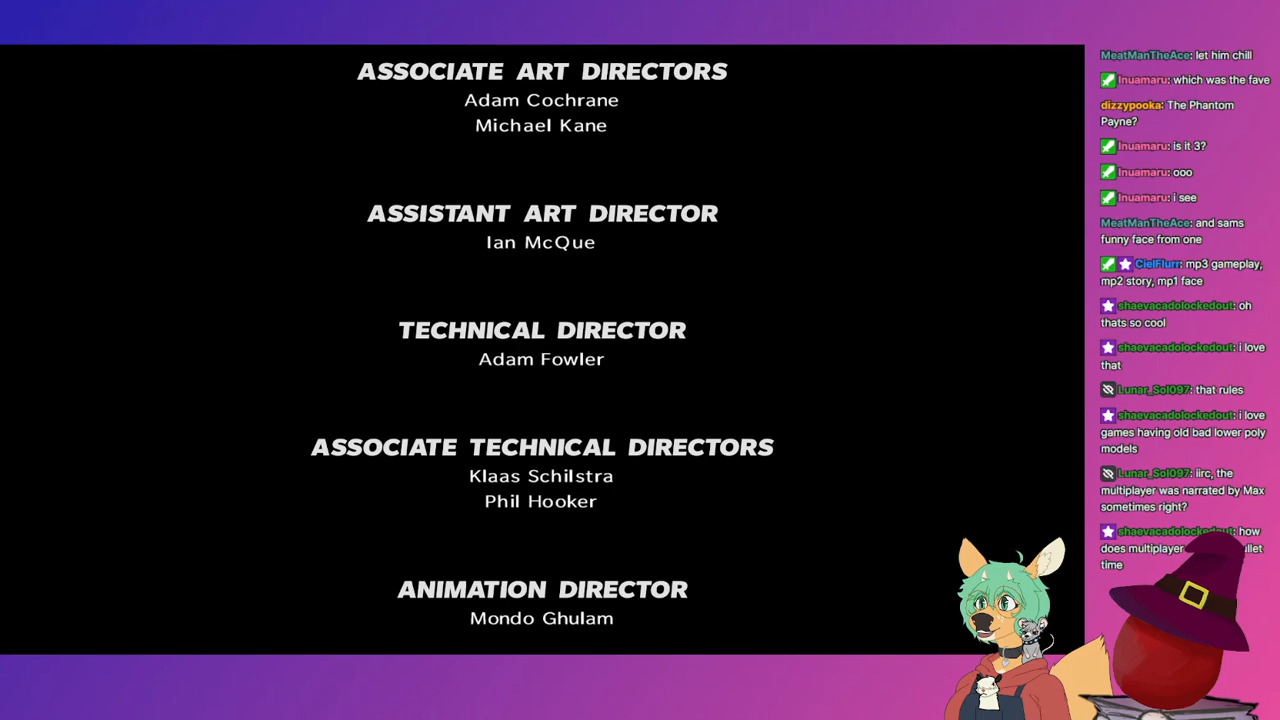 ASSOCIATE ART DIRECTORS
Adam Cochrane
Michael Kane
ASSISTANT ART DIRECTOR
Ian McQue
TECHNICAL DIRECTOR
Adam Fowler
ASSOCIATE TECHNICAL DIRECTORS
Klaas Schilstra
Phil Hooker
ANIMATION DIRECTOR
Mondo Ghulam
MeatManTheAce: let him chill
Inuamaru: which was the fave
dizzypooka: The Phantom
Payne?
Inuamaru: is it 3?
Inuamaru: ooo
Inuamaru: i see
MeatManTheAce: and sams
funny face from one
CielFlurr: mp3 gameplay,
mp2 story, mp1 face
shaevacadolockedout: oh
thats so cool
shaevacadolockedout: i love
that
Lunar_Sol097: that rules
shaevacadolockedout: i love
games having old bad lower poly
models
Lunar_Sol097: iirc, the
multiplayer was narrated by Max
sometimes right?
shaevacadolockedout: how
does multiplayer
time